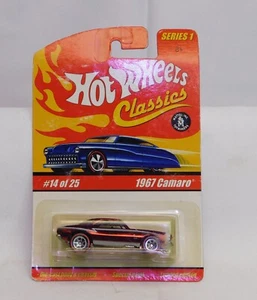 SERIES 1
Hot Wheels
Classics
#14 of 25
1967 Camaro